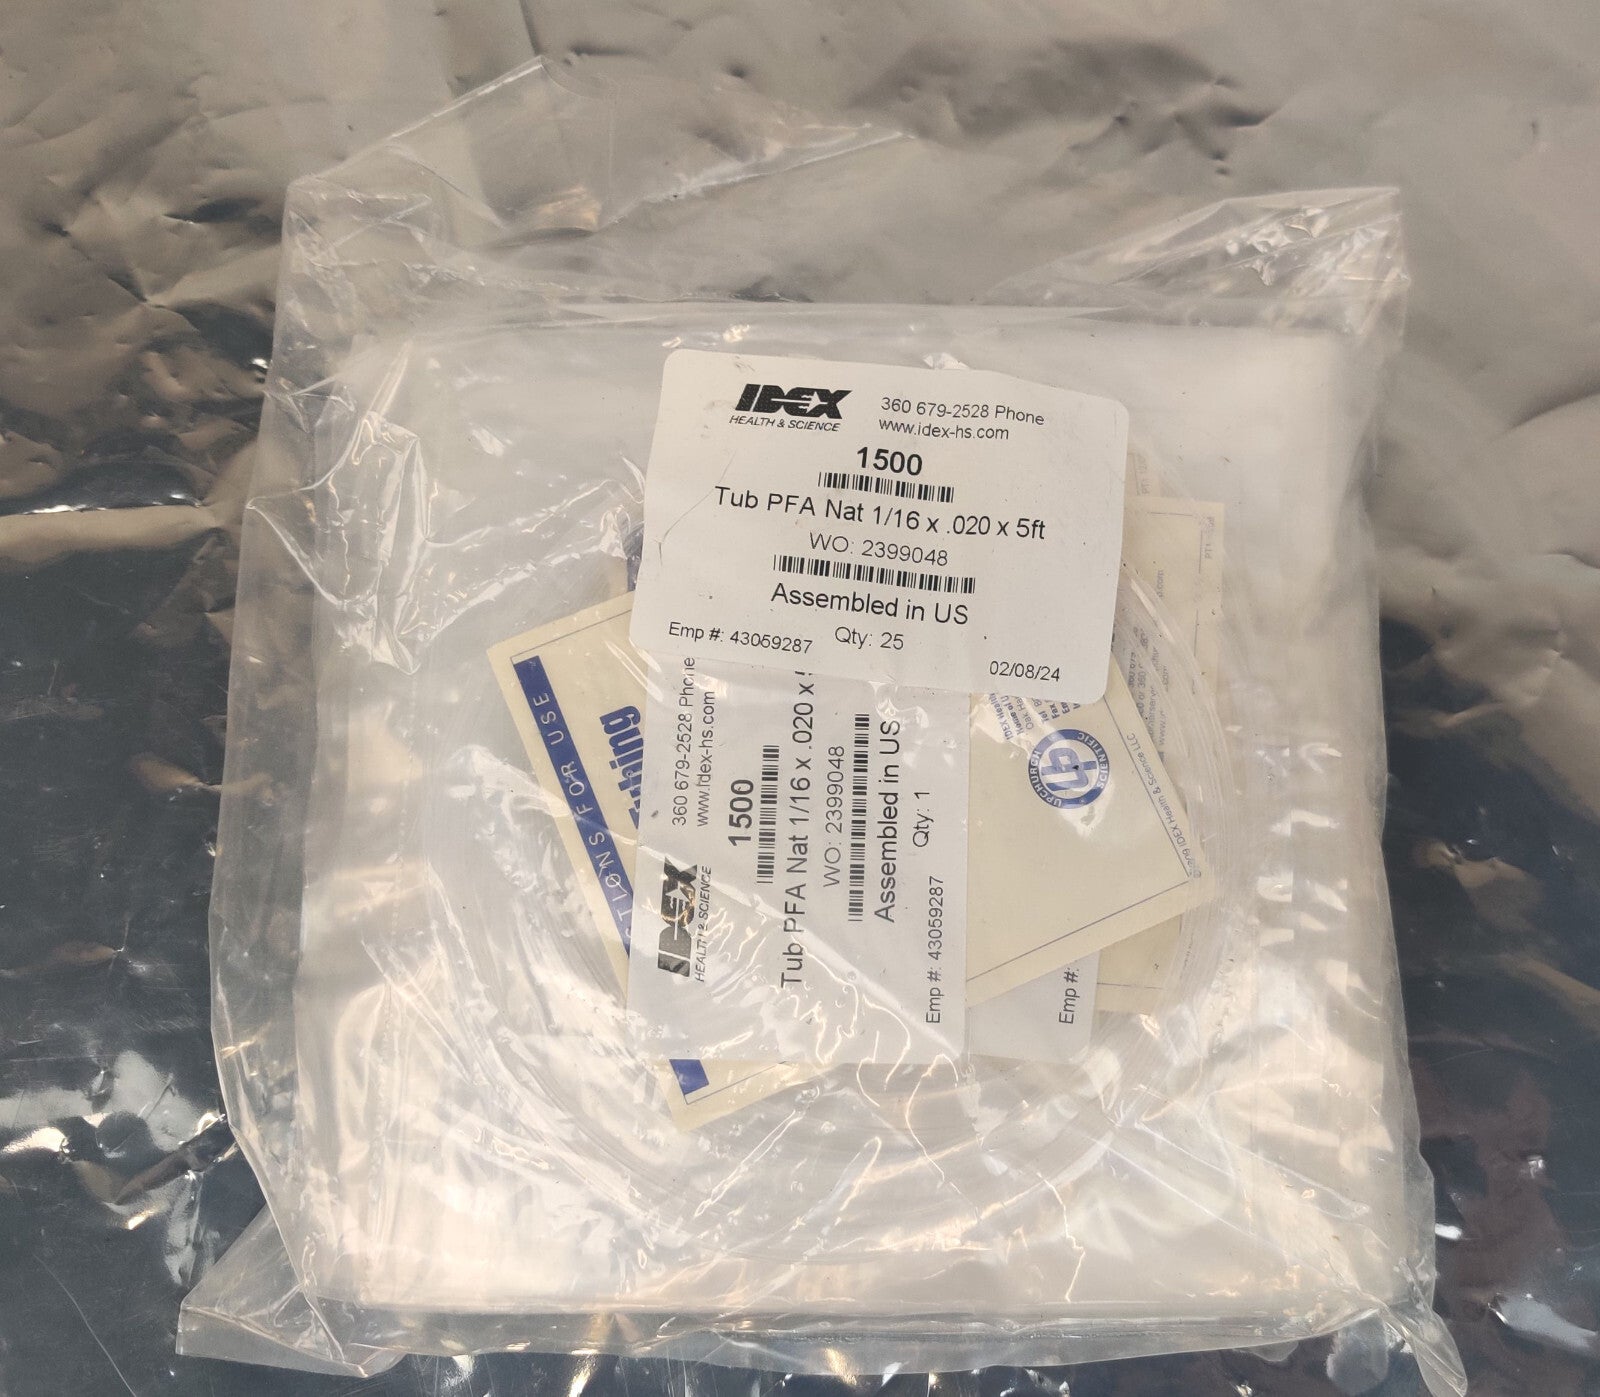 IDEX
HEALTH & SCIENCE
360 679-2528 Phone
www.idex-hs.com
1500
Tub PFA Nat 1/16 x .020 x 5ft
WO: 2399048
Assembled in US
Emp #: 43059287
Qty: 25
02/08/24
IDEX
360 679-2528 Phone
www.idex-hs.com
1500
Tub PFA Nat 1/16 x .020 x
WO: 2399048
Assembled in US
Emp #: 43059287
Qty: 1
Emp #:
FOR USE
UPCHURCH
SCIENTIFIC
IDEX Health & Science LLC